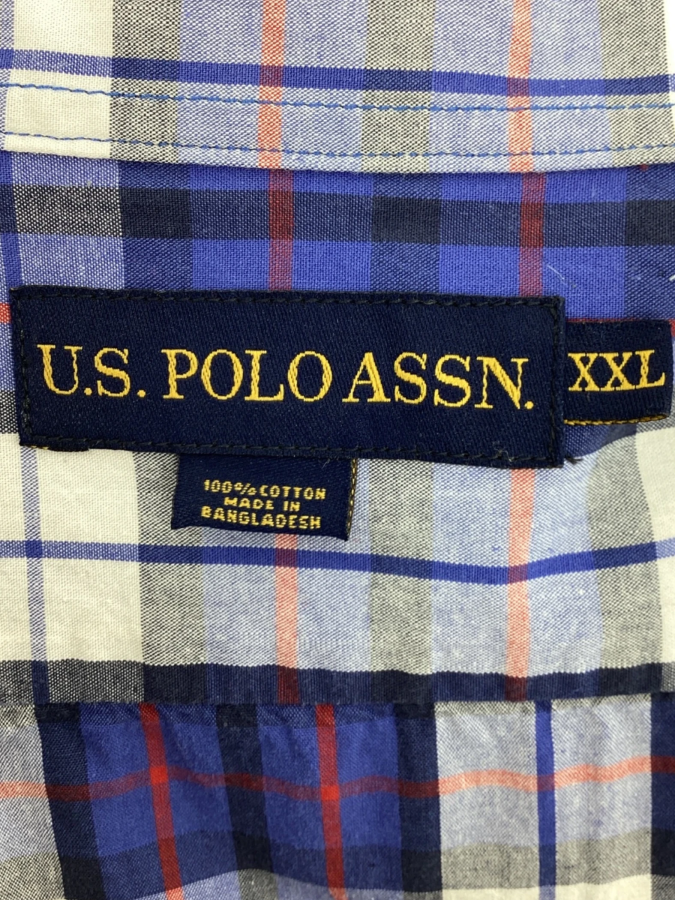 U.S. POLO ASSN.
XXL
100% COTTON
MADE IN
BANGLADESH